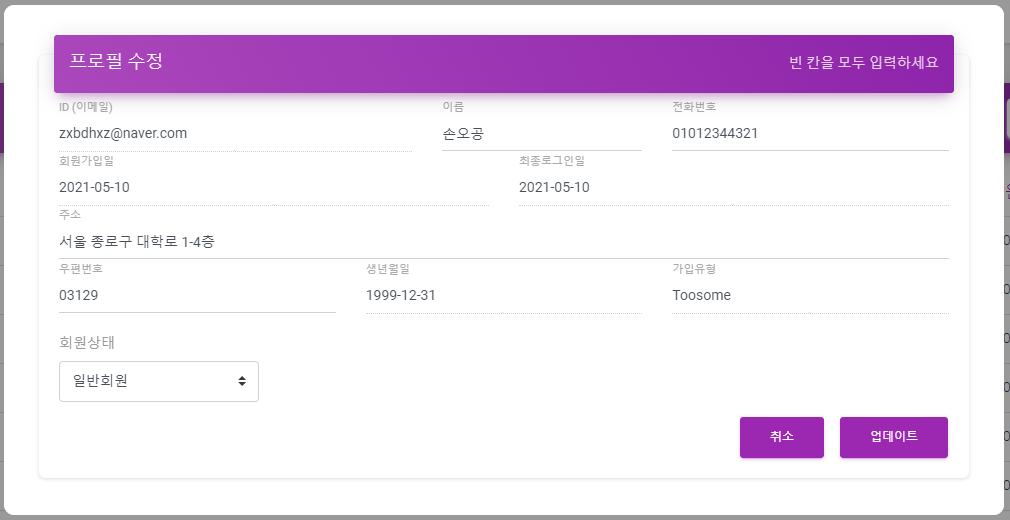 프로필 수정
빈 칸을 모두 입력하세요
ID (이메일)
이름
전화번호
zxbdhxz@naver.com
손오공
01012344321
회원가입일
최종로그인일
2021-05-10
2021-05-10
주소
서울 종로구 대학로 1-4층
우편번호
생년월일
가입유형
03129
1999-12-31
Toosome
회원상태
일반회원
취소
업데이트